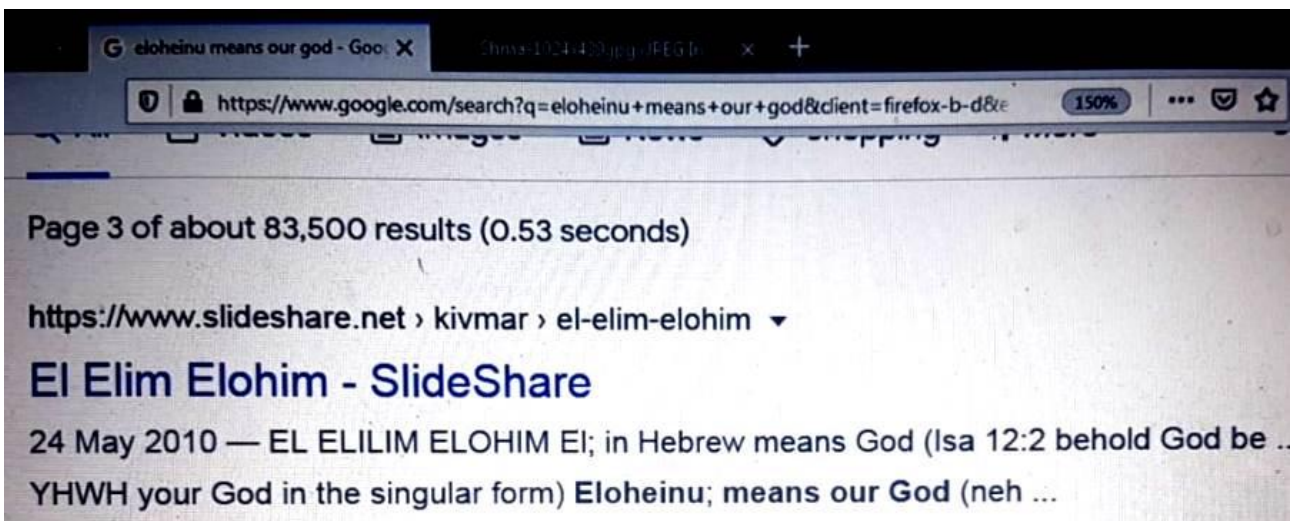 G eloheinu means our god - Goo
https://www.google.com/search?q=eloheinu+means+our+god&client=firefox-b-d&e 150%
Page 3 of about 83,500 results (0.53 seconds)
https://www.slideshare.net › kivmar › el-elim-elohim
El Elim Elohim - SlideShare
24 May 2010 — EL ELILIM ELOHIM El; in Hebrew means God (Isa 12:2 behold God be ..
YHWH your God in the singular form) Eloheinu; means our God (neh ...